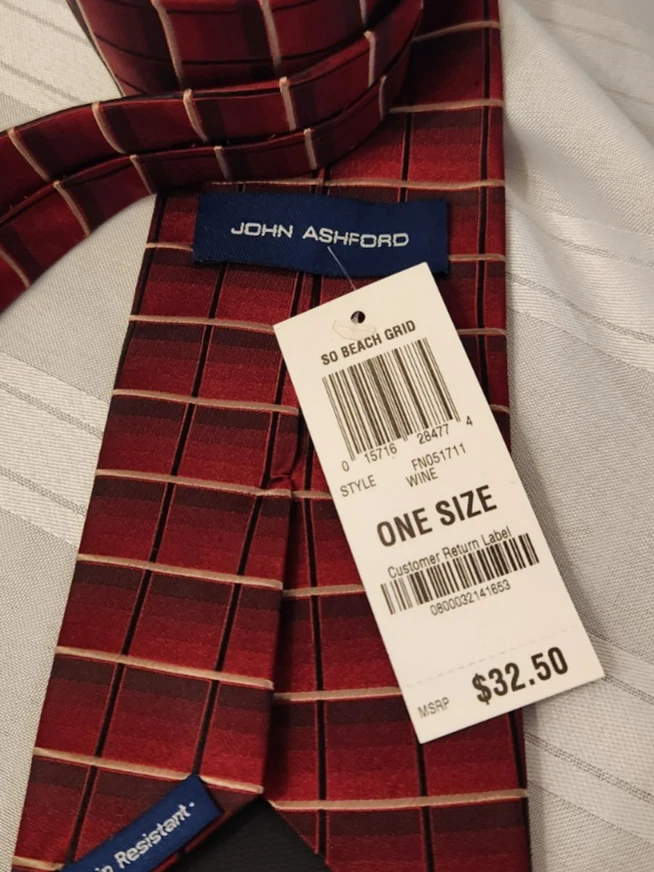 JOHN ASHFORD
SO BEACH GRID
0 15716 28477 4
STYLE FN051711
WINE
ONE SIZE
Customer Return Label
0800032141653
MSRP $32.50
Resistant